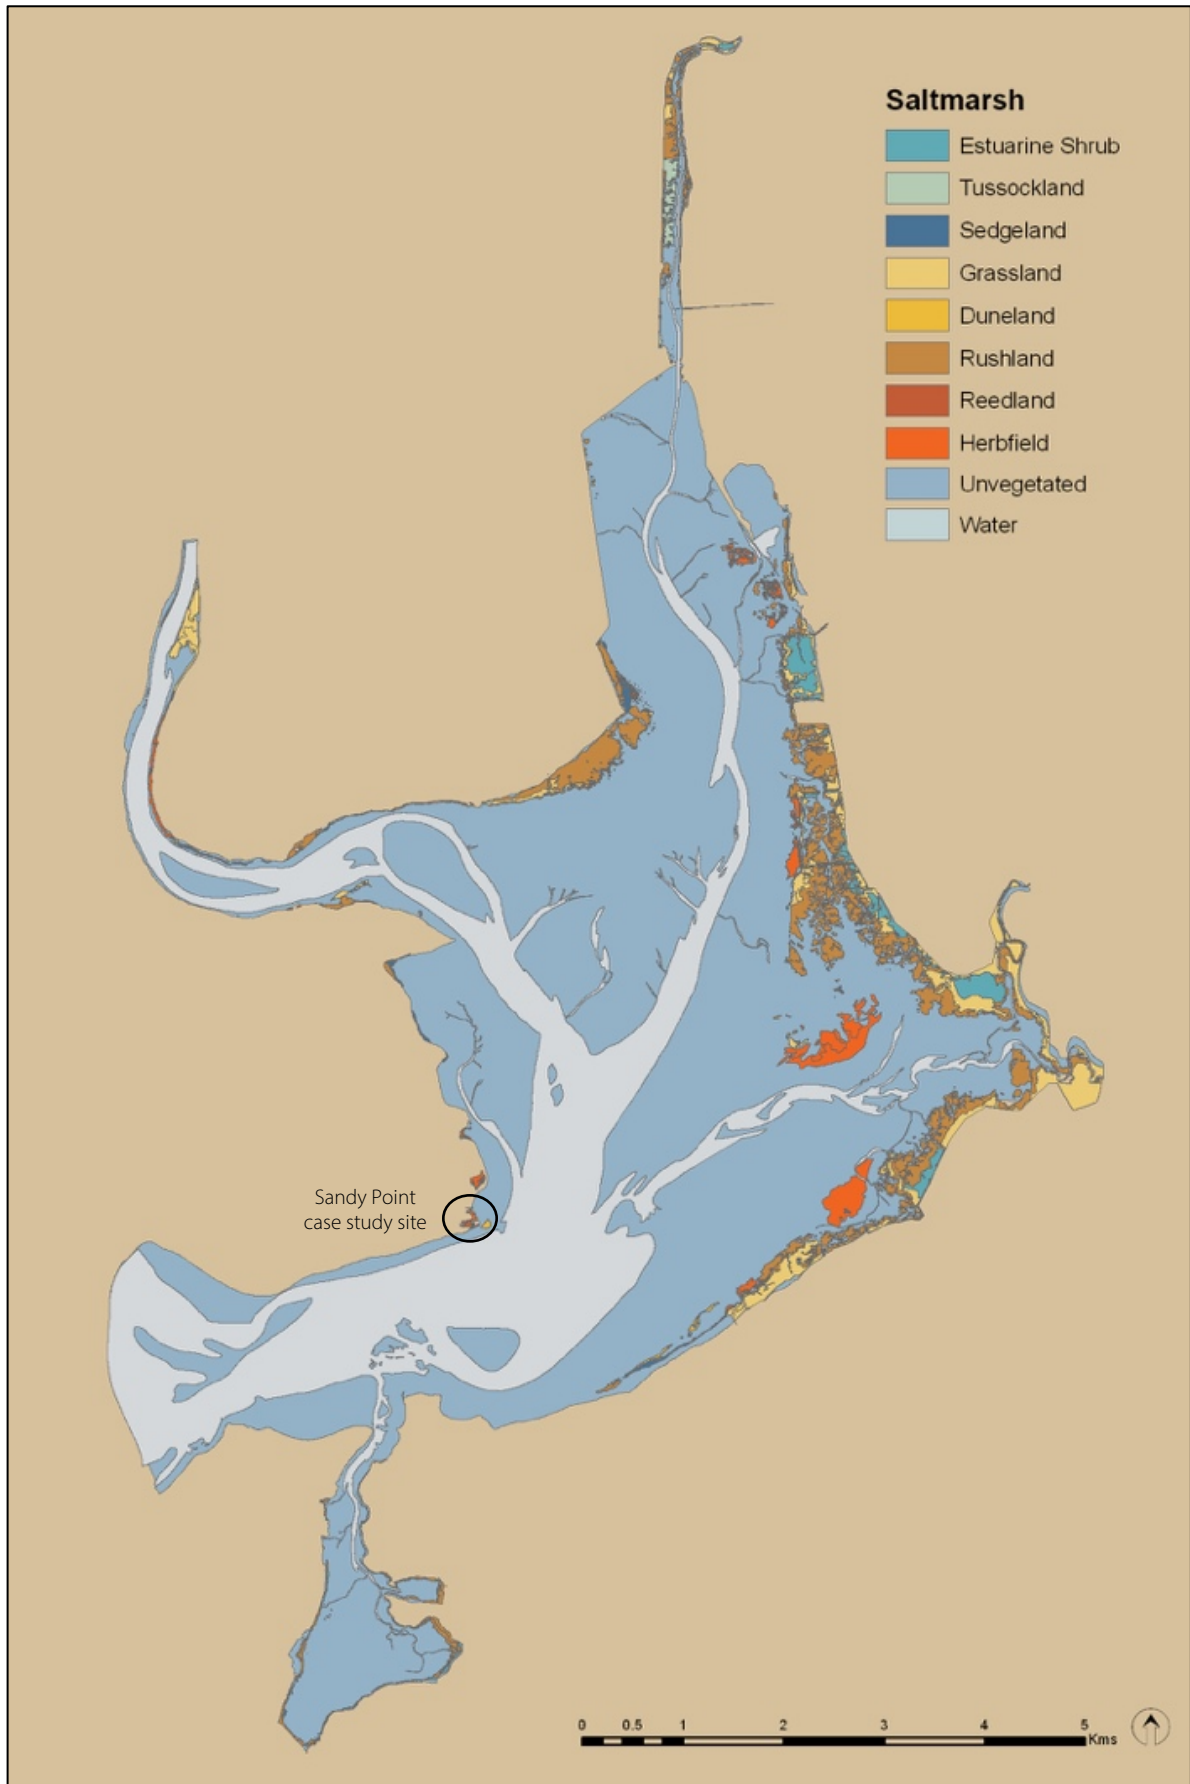 Saltmarsh
Estuarine Shrub
Tussockland
Sedgeland
Grassland
Duneland
Rushland
Reedland
Herbfield
Unvegetated
Water
Sandy Point
case study site
0 0.5 1 2 3 4 5
Kms